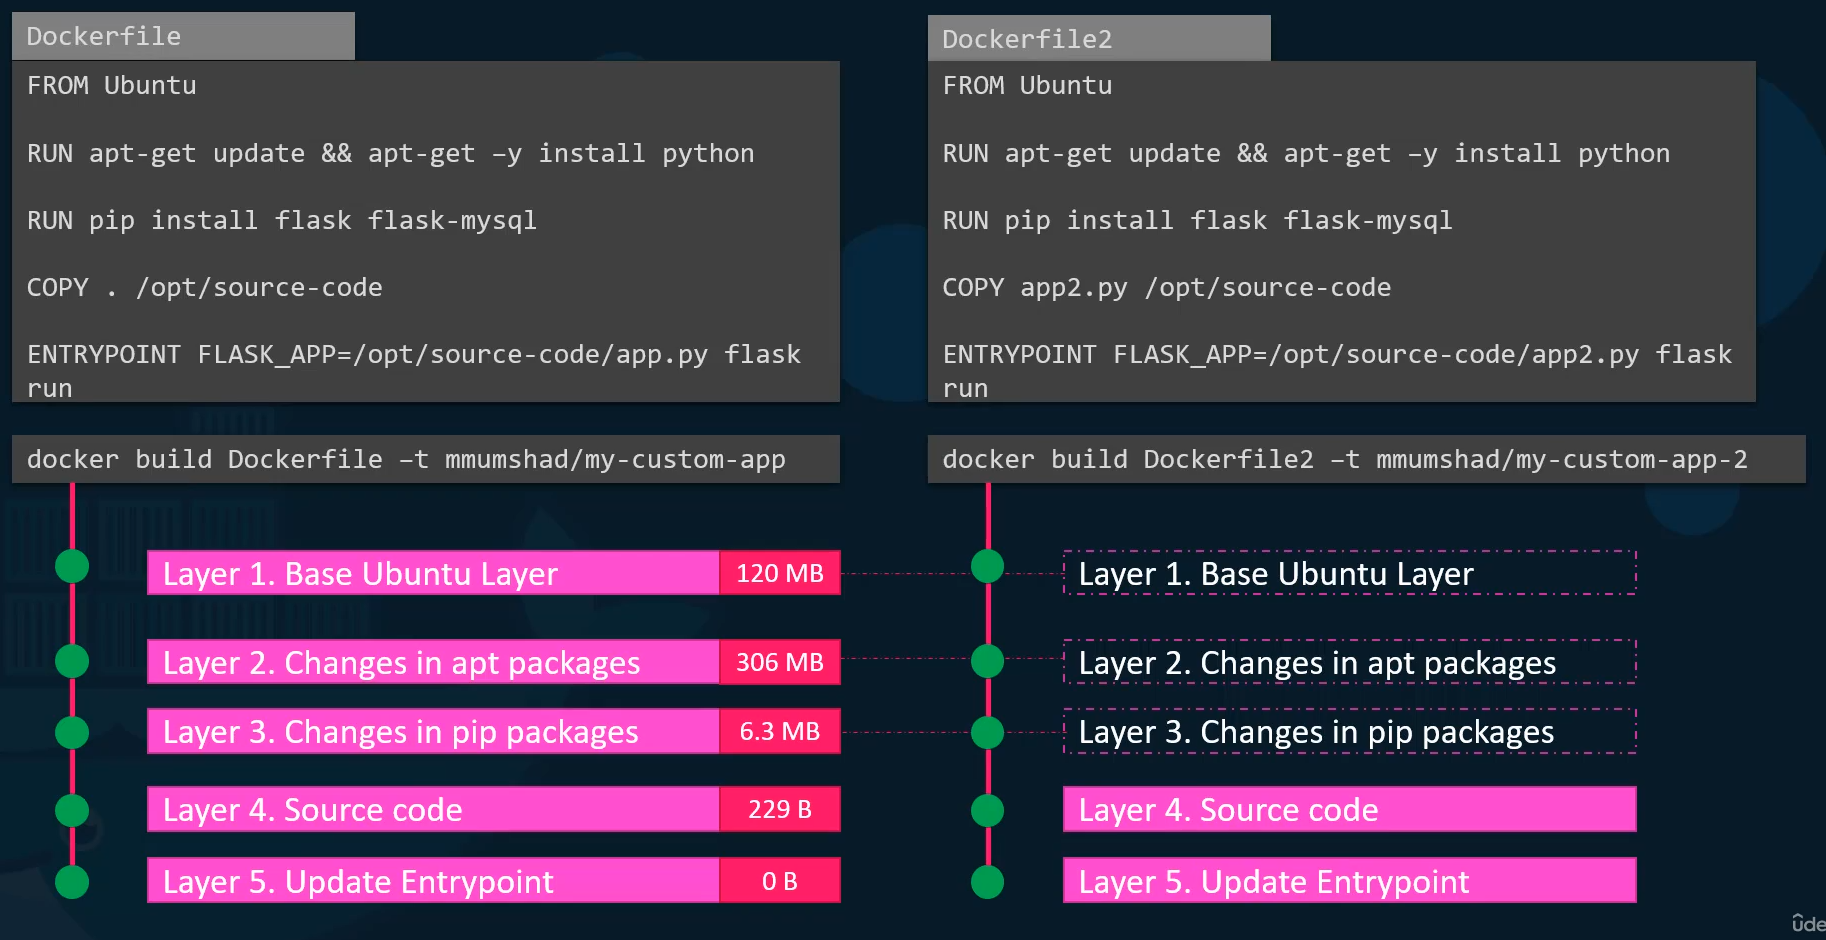 Dockerfile
FROM Ubuntu
RUN apt-get update && apt-get –y install python
RUN pip install flask flask-mysql
COPY . /opt/source-code
ENTRYPOINT FLASK_APP=/opt/source-code/app.py flask
run
docker build Dockerfile –t mmumshad/my-custom-app
Layer 1. Base Ubuntu Layer 120 MB
Layer 2. Changes in apt packages 306 MB
Layer 3. Changes in pip packages 6.3 MB
Layer 4. Source code 229 B
Layer 5. Update Entrypoint 0 B
Dockerfile2
FROM Ubuntu
RUN apt-get update && apt-get –y install python
RUN pip install flask flask-mysql
COPY app2.py /opt/source-code
ENTRYPOINT FLASK_APP=/opt/source-code/app2.py flask
run
docker build Dockerfile2 –t mmumshad/my-custom-app-2
Layer 1. Base Ubuntu Layer
Layer 2. Changes in apt packages
Layer 3. Changes in pip packages
Layer 4. Source code
Layer 5. Update Entrypoint